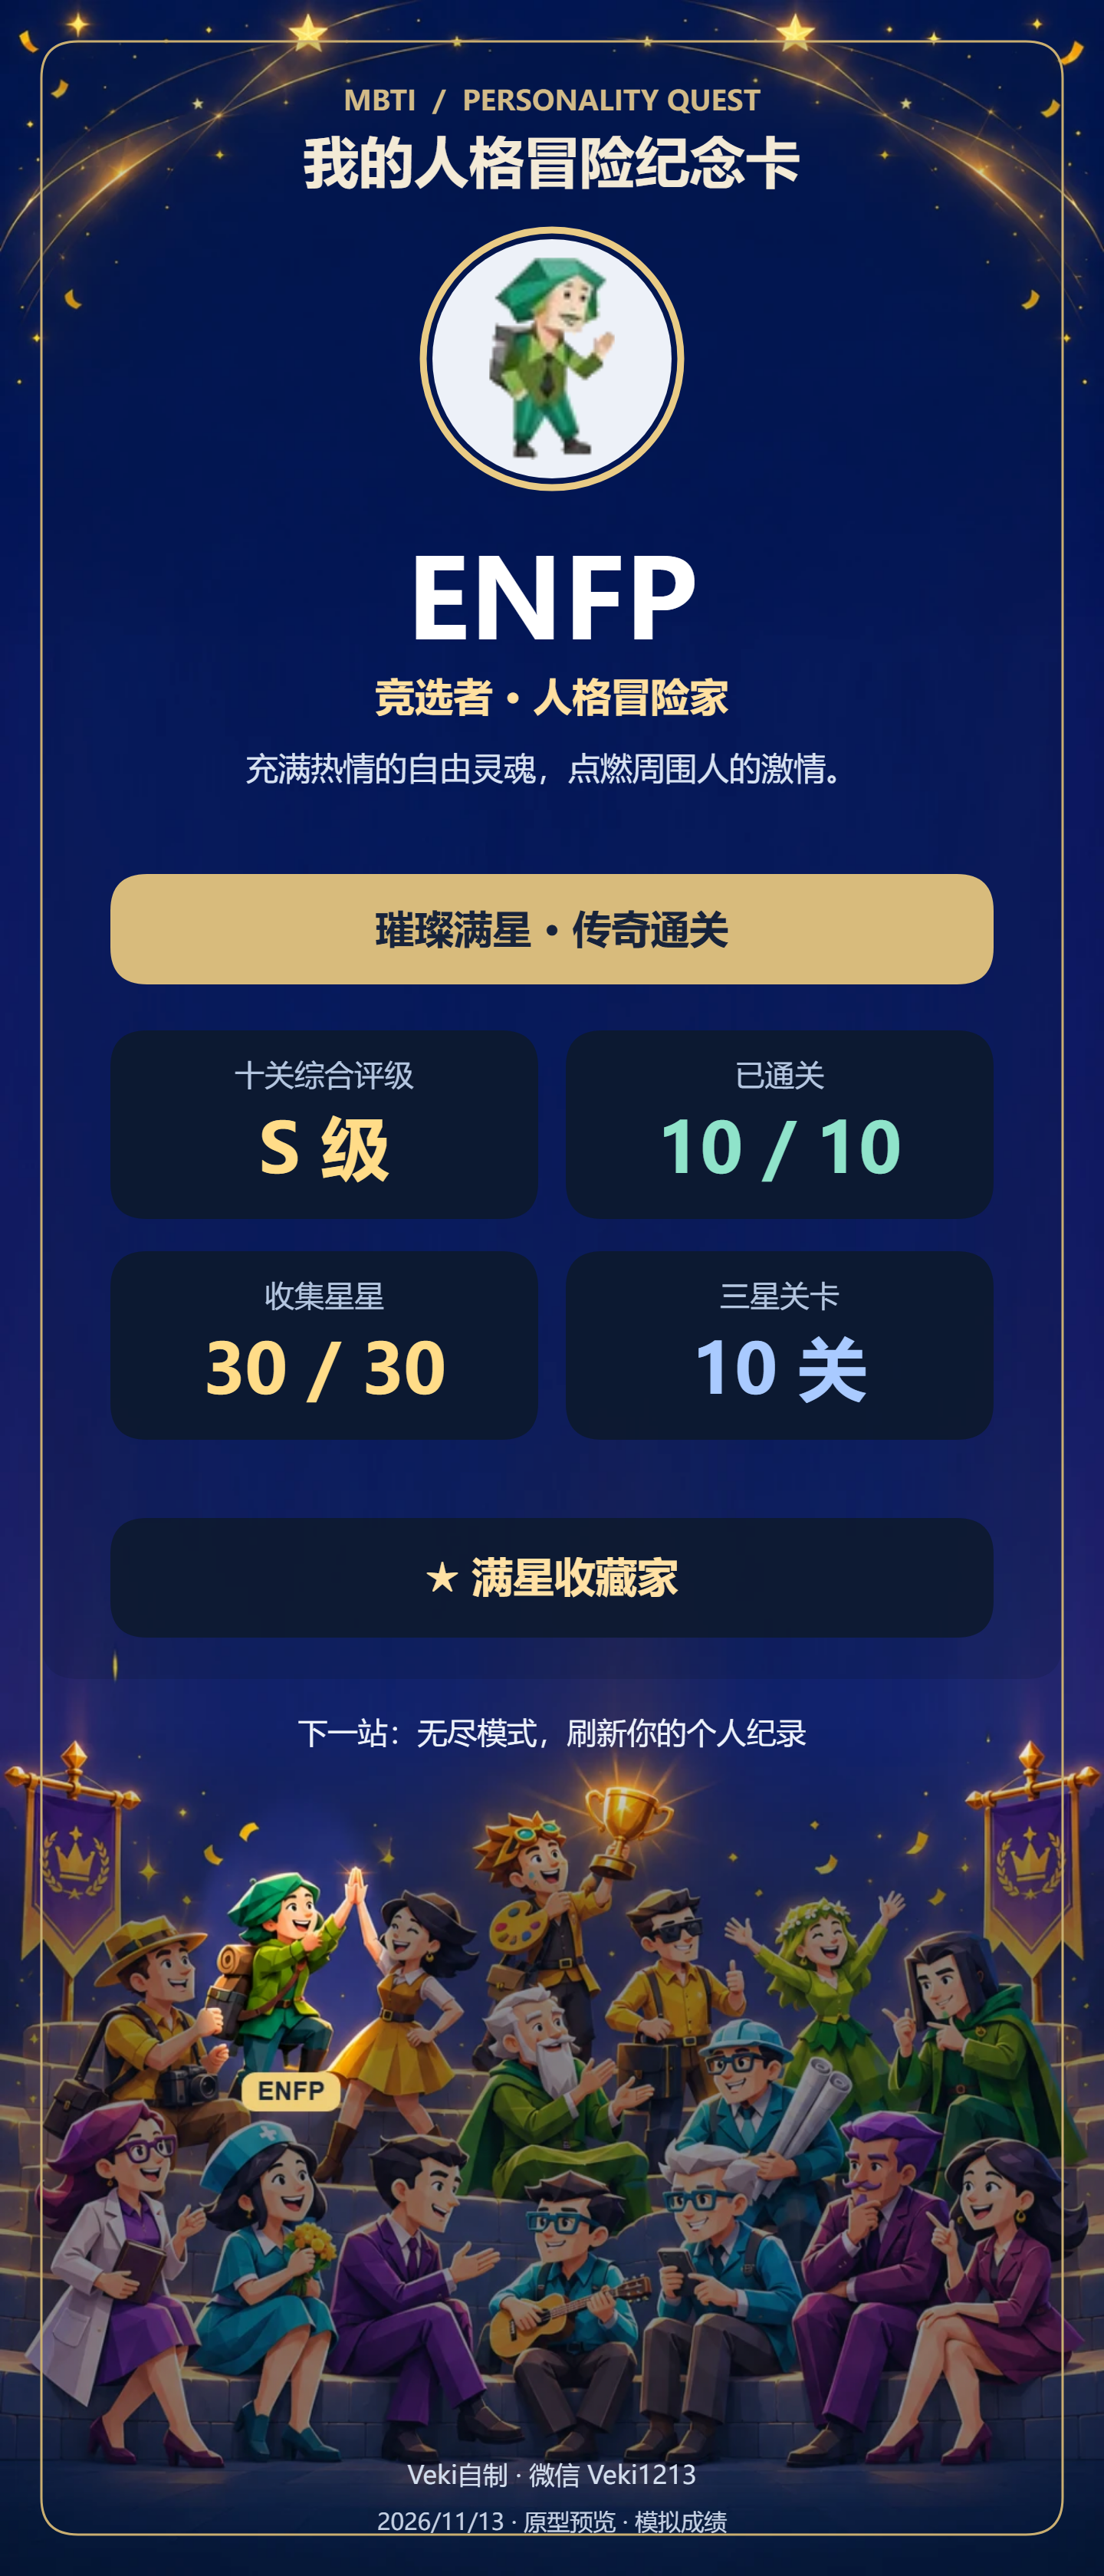 MBTI / PERSONALITY QUEST
我的人格冒险纪念卡
ENFP
竞选者 · 人格冒险家
充满热情的自由灵魂，点燃周围人的激情。
璀璨满星 · 传奇通关
十关综合评级
S 级
已通关
10 / 10
收集星星
30 / 30
三星关卡
10 关
★ 满星收藏家
下一站：无尽模式，刷新你的个人纪录
ENFP
Veki自制 · 微信 Veki1213
2026/11/13 · 原型预览 · 模拟成绩